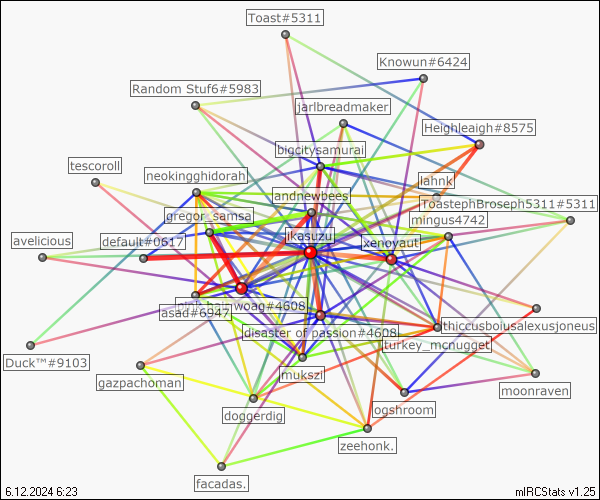 Toast#5311
Knowun#6424
Random Stuf6#5983
jarlbreadmaker
Heighleaigh#8575
bigcitysamurai
tescoroll
neokingghidorah
lahnk
andnewbees
ToastephBroseph5311#5311
gregor_samsa
mingus4742
jkasuzu
avelicious
default#0617
xenoyaut
woag#4608
asad#6947
disaster of passion#4608
thiccusboiusalexusjoneus
turkey_mcnugget
Duck™#9103
mukszi
gazpachoman
moonraven
doggerdig
ogshroom
zeehonk.
facadas.
6.12.2024 6:23
mIRCStats v1.25